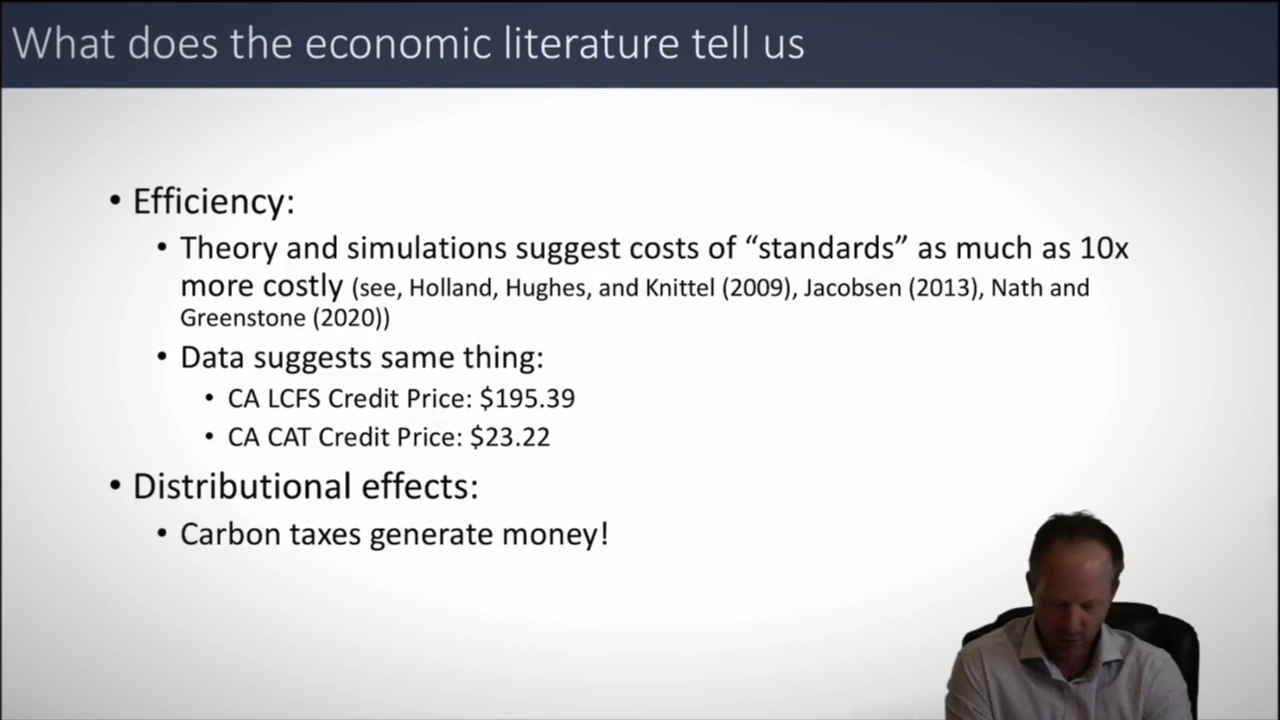 What does the economic literature tell us
• Efficiency:
• Theory and simulations suggest costs of “standards” as much as 10x
more costly (see, Holland, Hughes, and Knittel (2009), Jacobsen (2013), Nath and
Greenstone (2020))
• Data suggests same thing:
• CA LCFS Credit Price: $195.39
• CA CAT Credit Price: $23.22
• Distributional effects:
• Carbon taxes generate money!